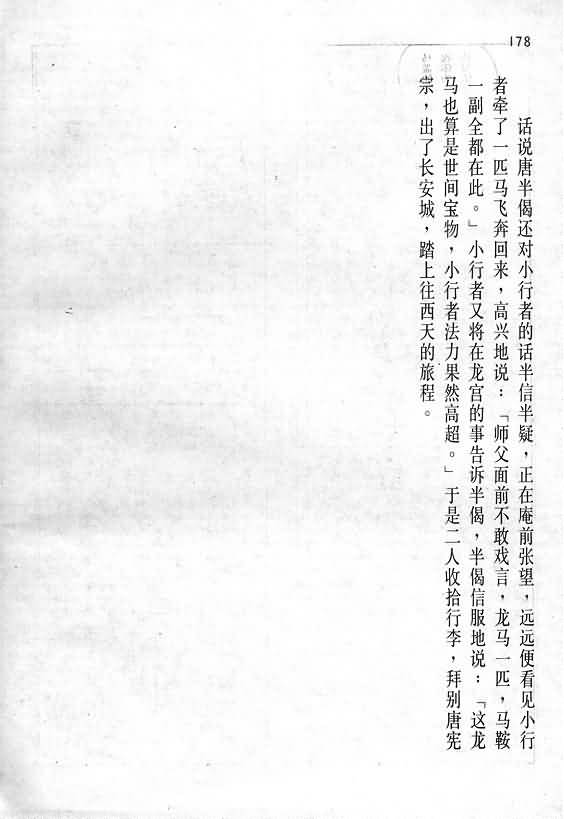 178
话说唐半偈还对小行者的话半信半疑，正在庵前张望，远远便看见小行
者牵了一匹马飞奔回来，高兴地说：「师父面前不敢戏言，龙马一匹，马鞍
一副全都在此。」小行者又将在龙宫的事告诉半偈，半偈信服地说：「这龙
马也算是世间宝物，小行者法力果然高超。」于是二人收拾行李，拜别唐宪
宗，出了长安城，踏上往西天的旅程。